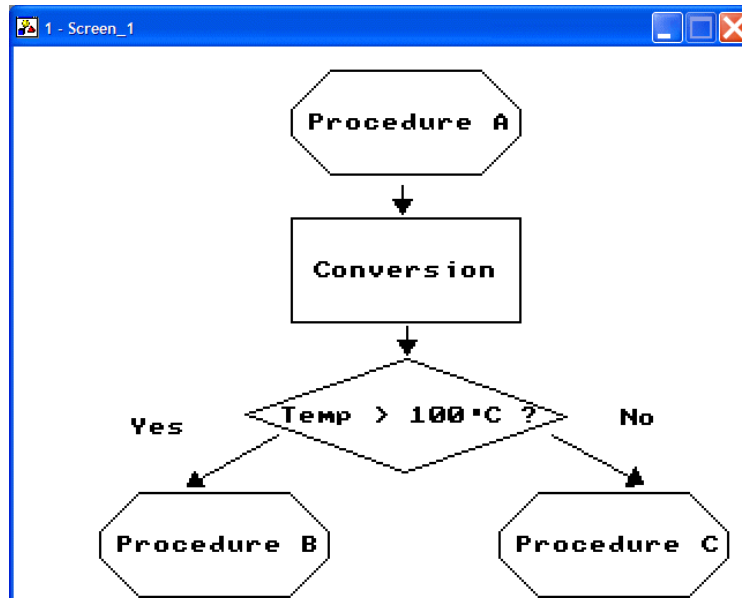 1 - Screen_1
Procedure A
Conversion
Temp > 100°C ?
Yes
No
Procedure B
Procedure C